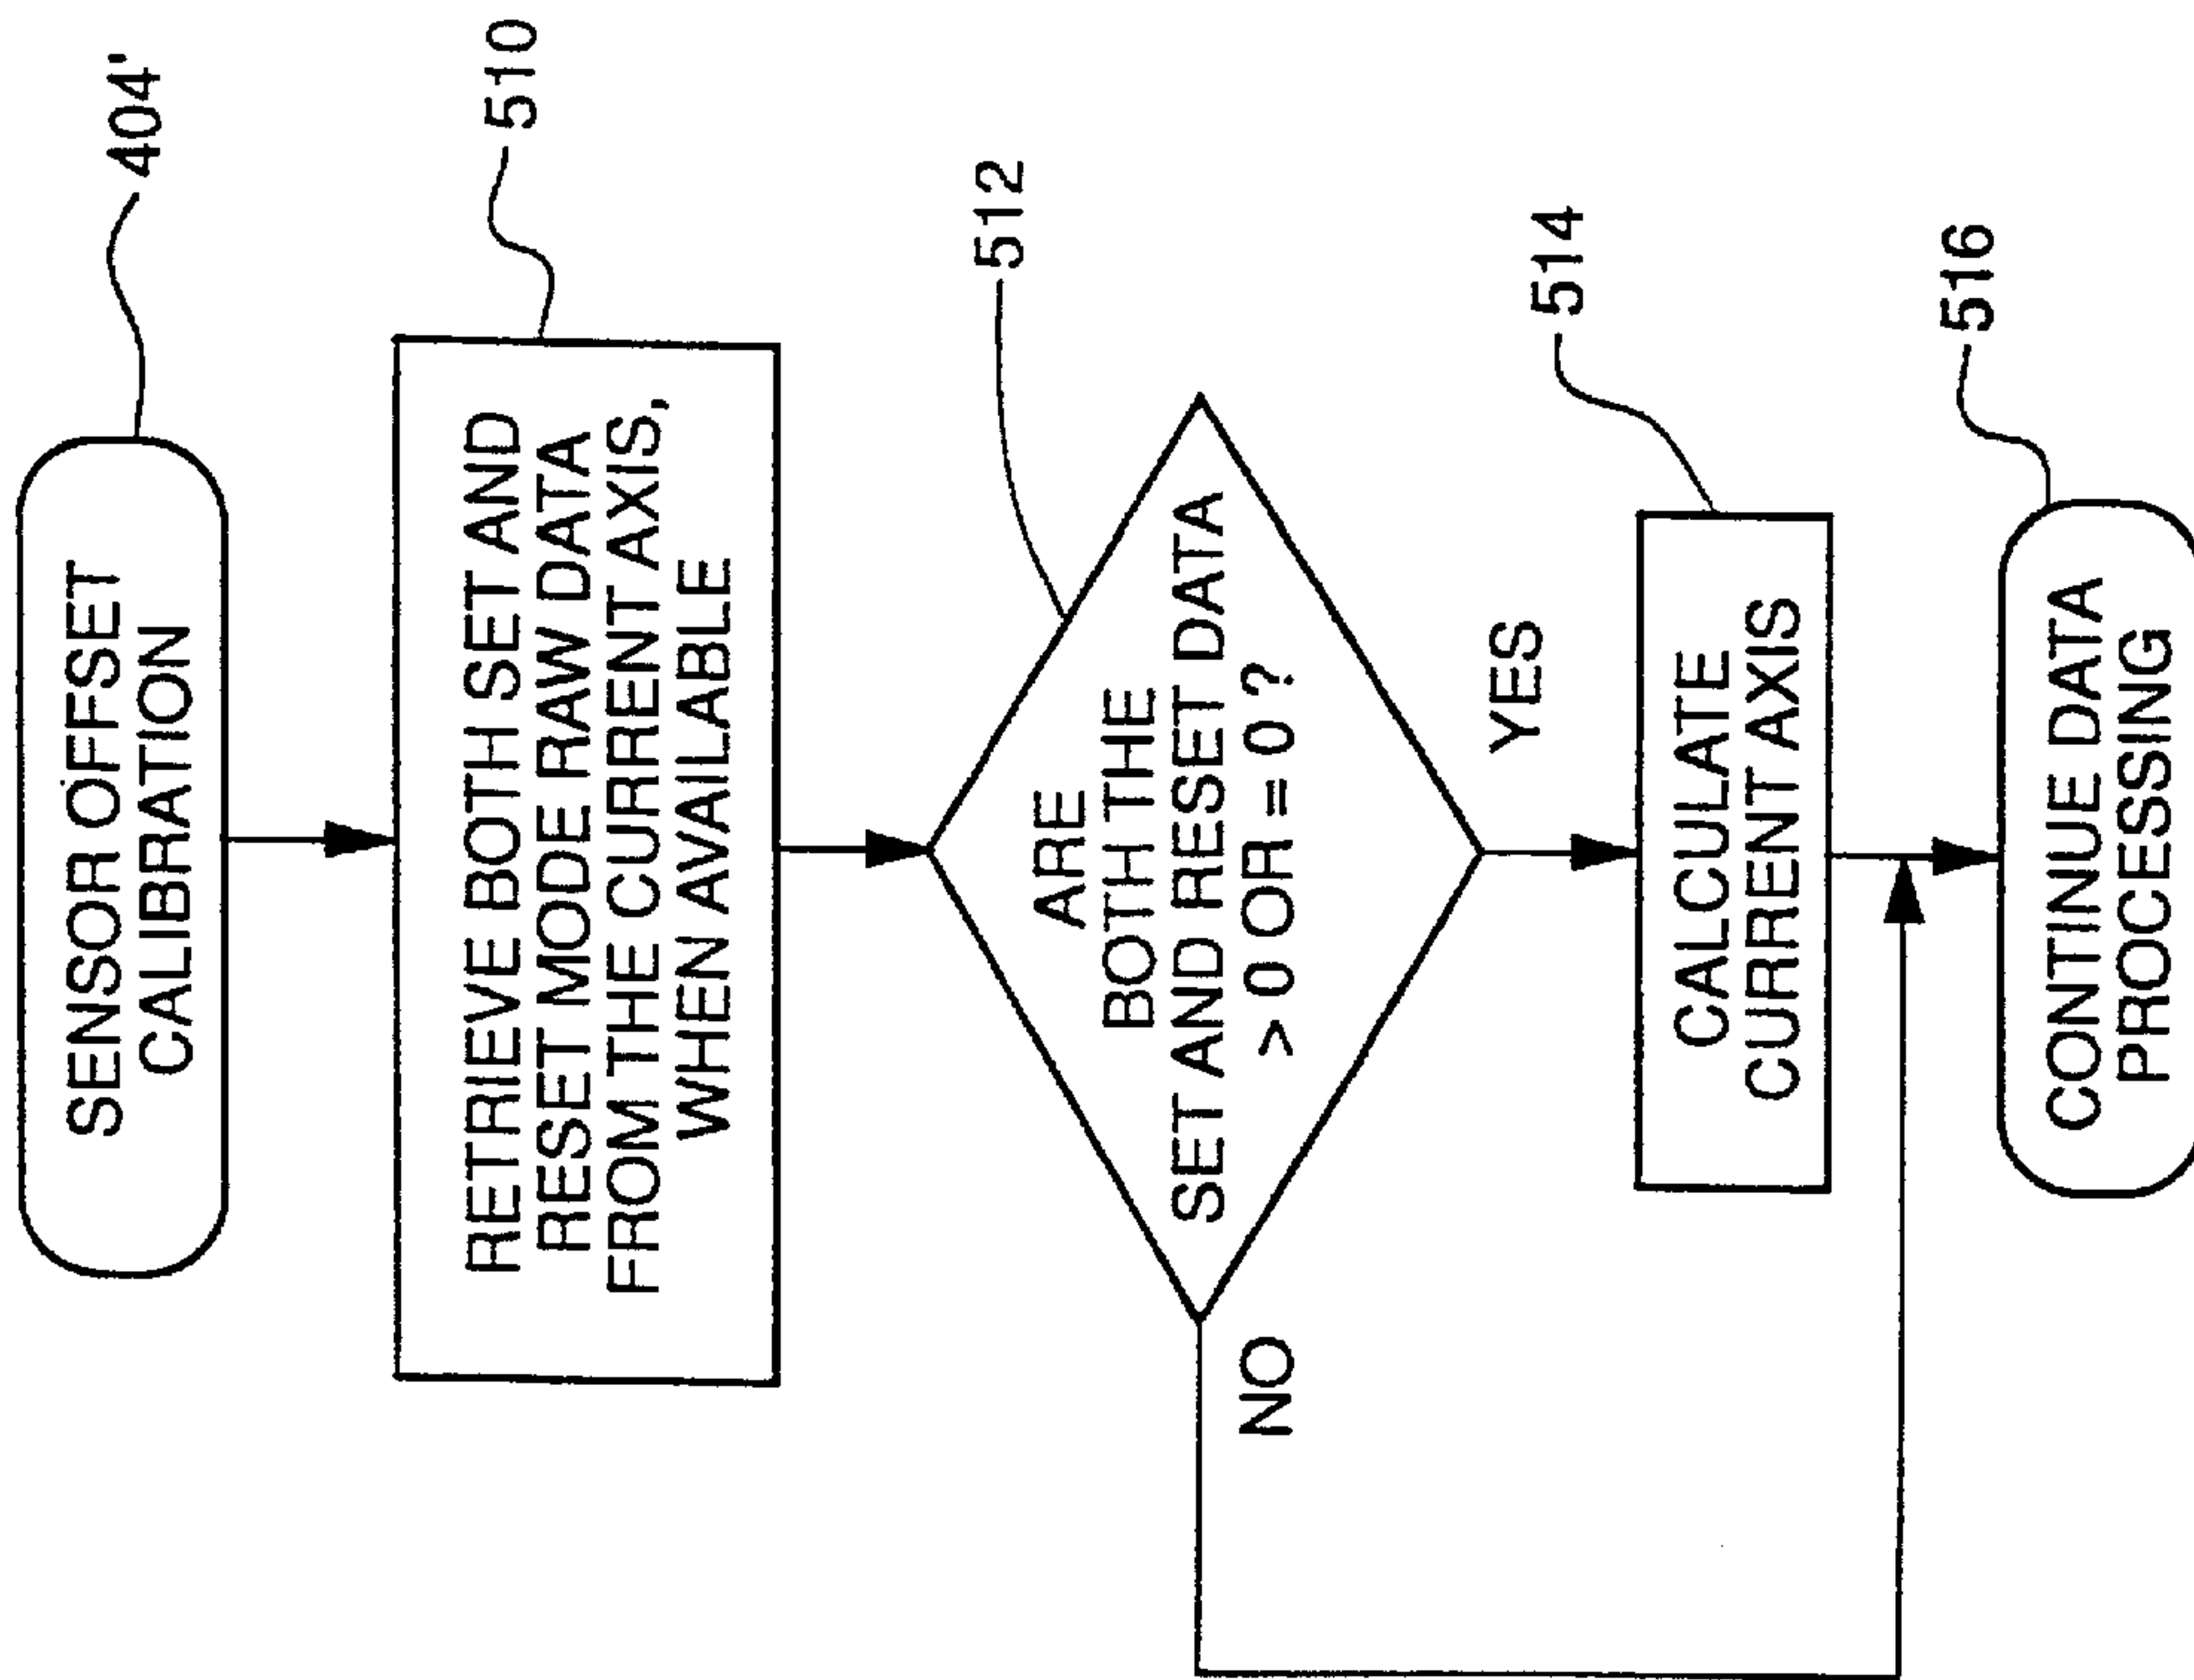 SENSOR OFFSET
CALIBRATION
404'
RETRIEVE BOTH SET AND
RESET MODE RAW DATA
FROM THE CURRENT AXIS,
WHEN AVAILABLE
510
ARE
BOTH THE
SET AND RESET DATA
> 0 OR = 0 ?
512
NO
YES
CALCULATE
CURRENT AXIS
514
CONTINUE DATA
PROCESSING
516